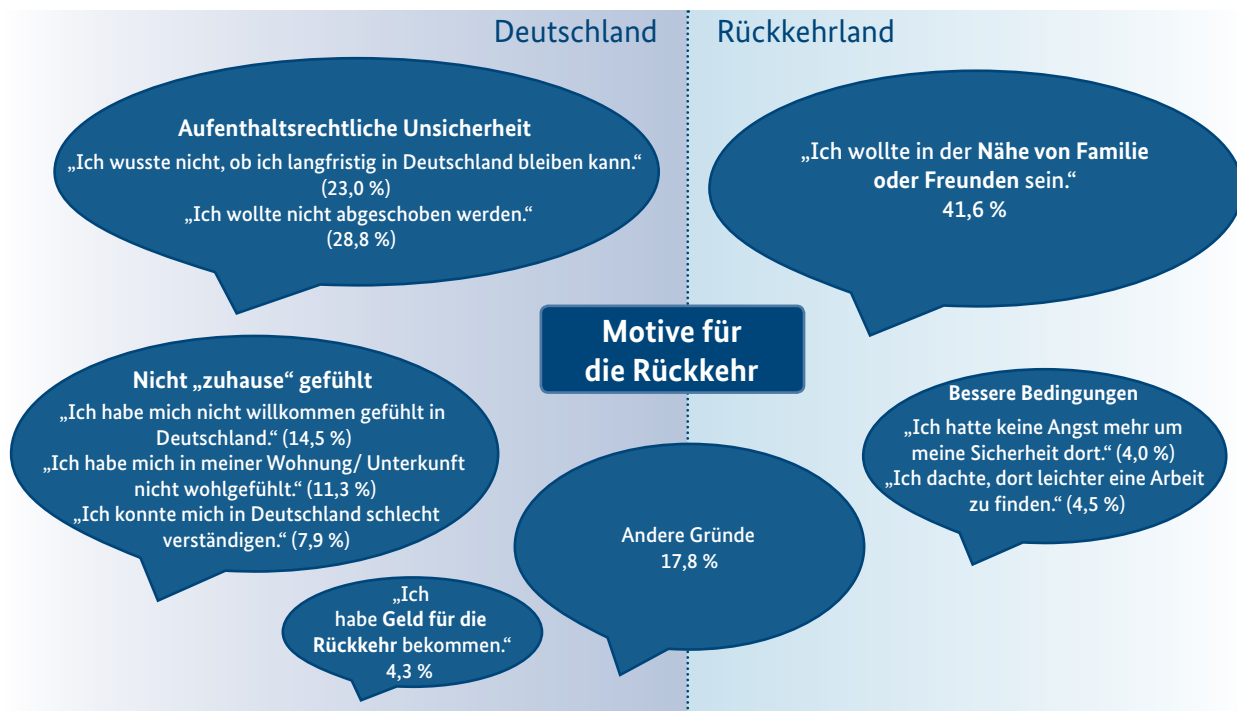 Deutschland
Rückkehrland
Aufenthaltsrechtliche Unsicherheit
„Ich wusste nicht, ob ich langfristig in Deutschland bleiben kann.“
(23,0 %)
„Ich wollte nicht abgeschoben werden.“
(28,8 %)
„Ich wollte in der Nähe von Familie
oder Freunden sein.“
41,6 %
Motive für
die Rückkehr
Nicht „zuhause“ gefühlt
„Ich habe mich nicht willkommen gefühlt in
Deutschland.“ (14,5 %)
„Ich habe mich in meiner Wohnung/ Unterkunft
nicht wohlgefühlt.“ (11,3 %)
„Ich konnte mich in Deutschland schlecht
verständigen.“ (7,9 %)
Bessere Bedingungen
„Ich hatte keine Angst mehr um
meine Sicherheit dort.“ (4,0 %)
„Ich dachte, dort leichter eine Arbeit
zu finden.“ (4,5 %)
Andere Gründe
17,8 %
„Ich
habe Geld für die
Rückkehr bekommen.“
4,3 %